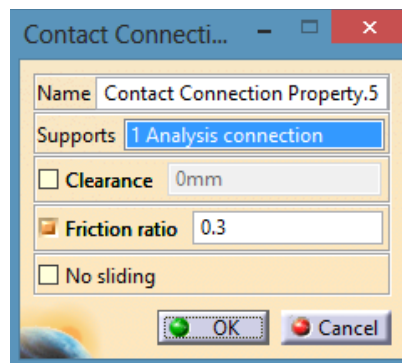 Contact Connecti...
Name Contact Connection Property.5
Supports 1 Analysis connection
Clearance 0mm
Friction ratio 0.3
No sliding
OK Cancel